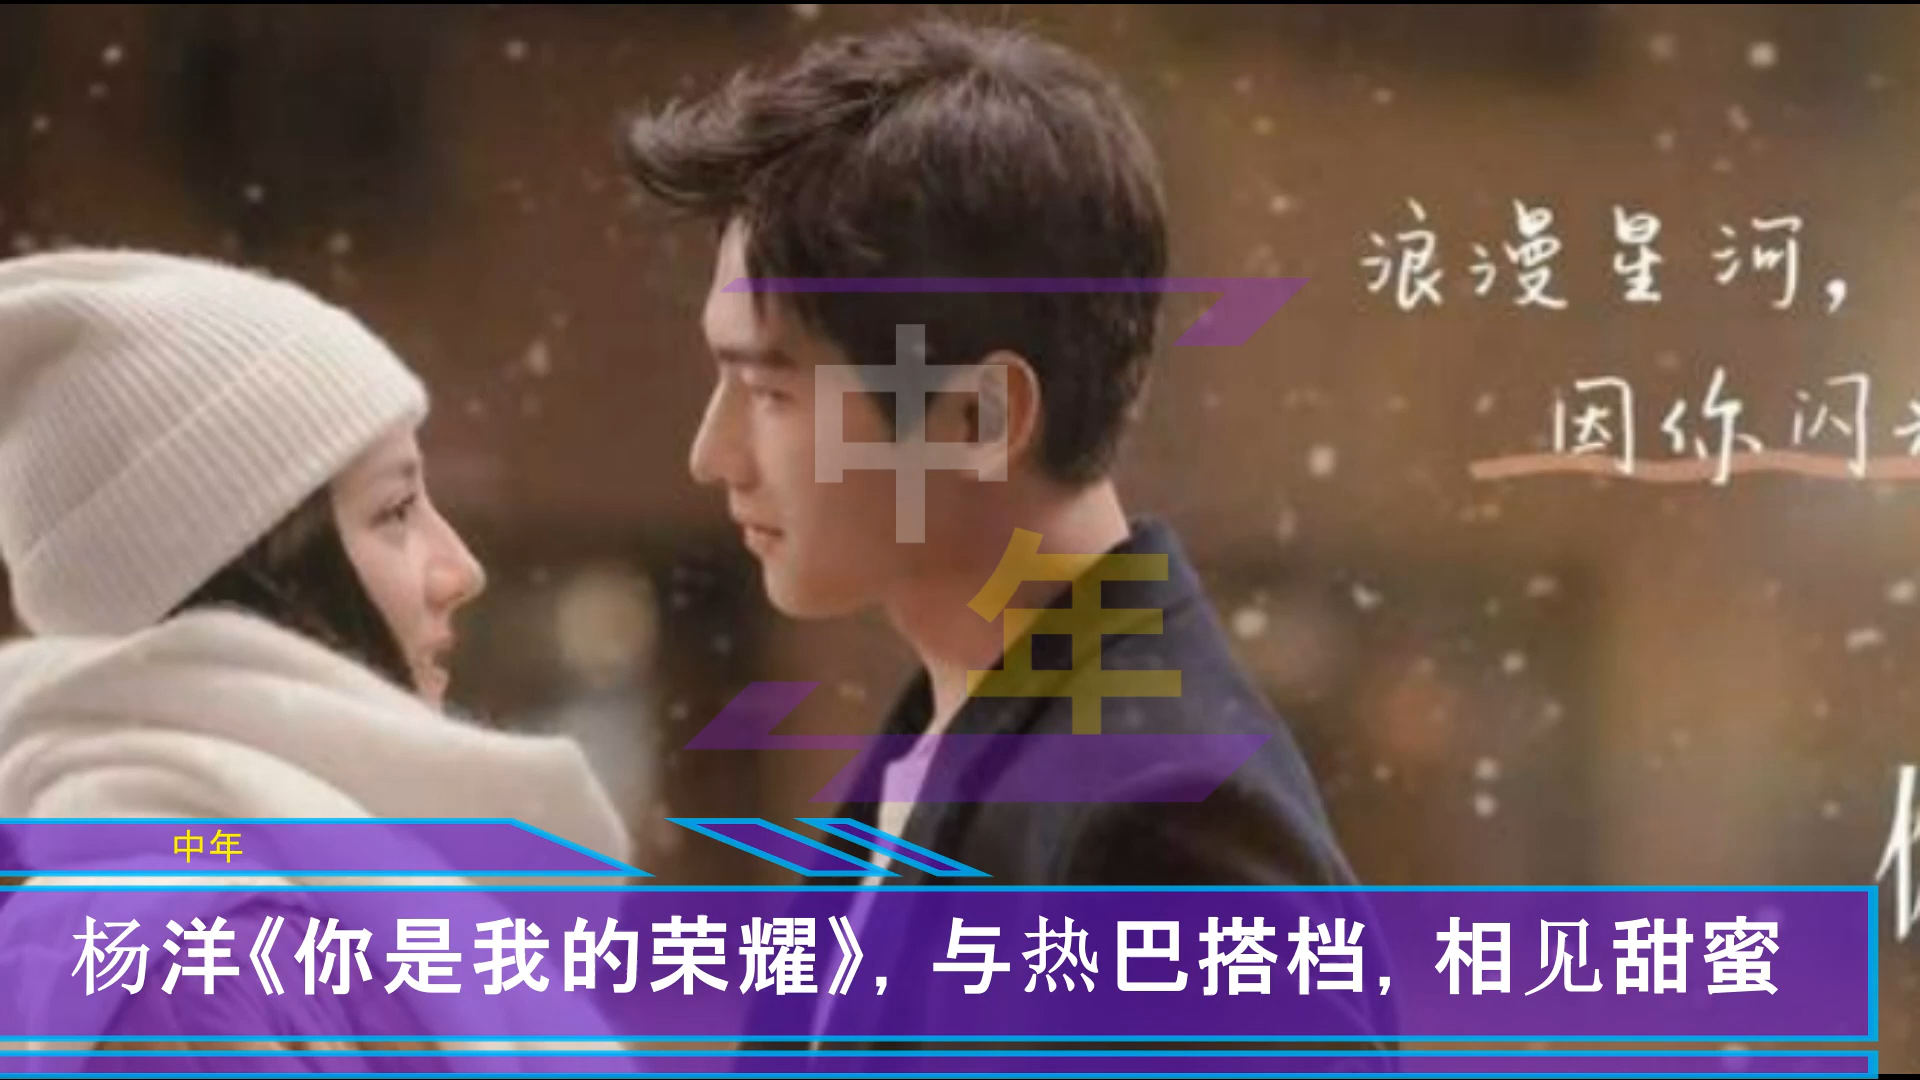 浪漫星河，
因你闪
中
年
中年
杨洋《你是我的荣耀》，与热巴搭档，相见甜蜜